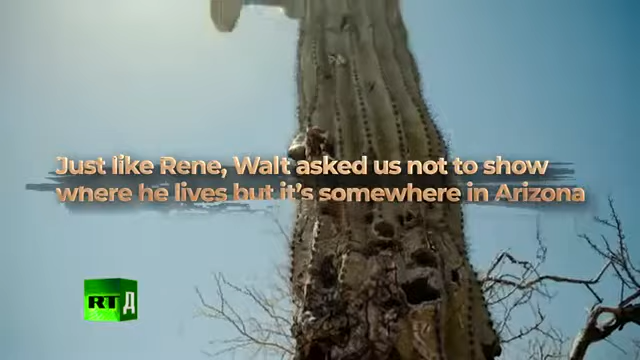 Just like Rene, Walt asked us not to show
where he lives but it's somewhere in Arizona
RT Д